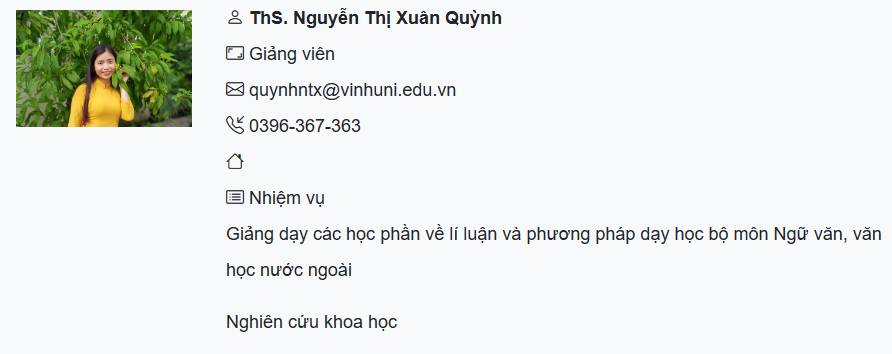 ThS. Nguyễn Thị Xuân Quỳnh
Giảng viên
quynhntx@vinhuni.edu.vn
0396-367-363
Nhiệm vụ
Giảng dạy các học phần về lí luận và phương pháp dạy học bộ môn Ngữ văn, văn
học nước ngoài
Nghiên cứu khoa học